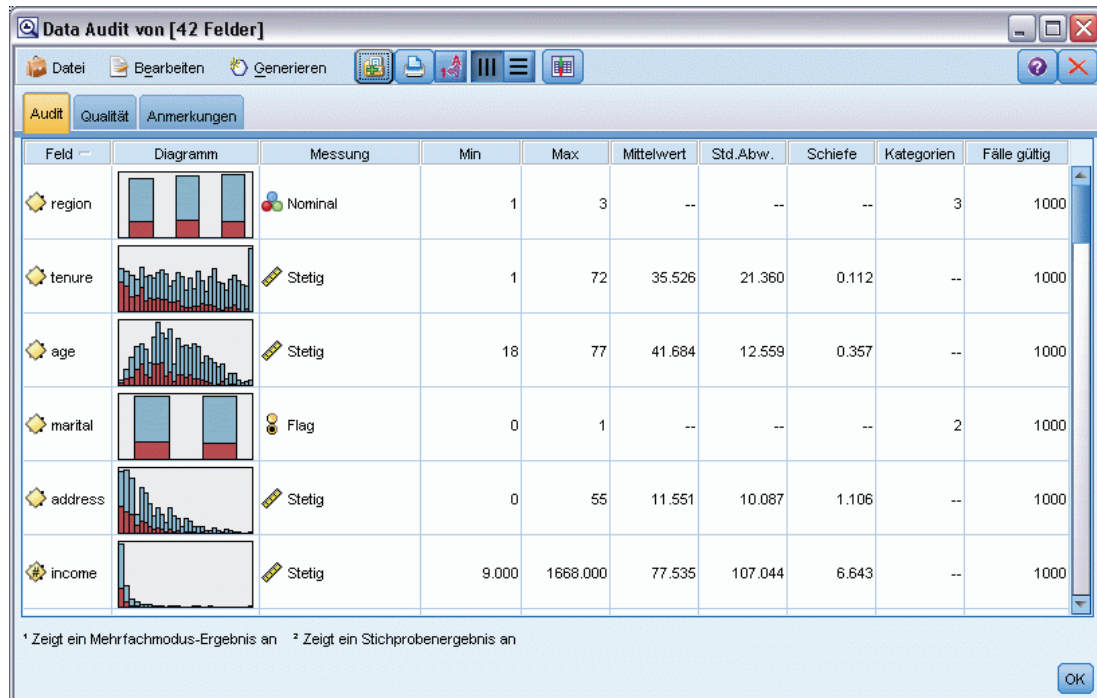 Data Audit von [42 Felder]
Datei Bearbeiten Generieren
Audit Qualität Anmerkungen
Feld Diagramm Messung Min Max Mittelwert Std.Abw. Schiefe Kategorien Fälle gültig
region Nominal 1 3 -- -- -- 3 1000
tenure Stetig 1 72 35.526 21.360 0.112 -- 1000
age Stetig 18 77 41.684 12.559 0.357 -- 1000
marital Flag 0 1 -- -- -- 2 1000
address Stetig 0 55 11.551 10.087 1.106 -- 1000
income Stetig 9.000 1668.000 77.535 107.044 6.643 -- 1000
¹ Zeigt ein Mehrfachmodus-Ergebnis an ² Zeigt ein Stichprobenergebnis an
OK